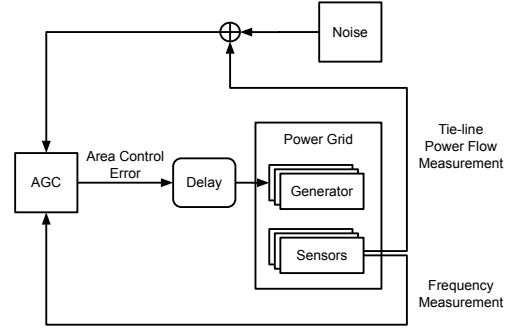 Noise
Tie-line
Power Flow
Measurement
Power Grid
Area Control
Error
AGC
Delay
Generator
Sensors
Frequency
Measurement